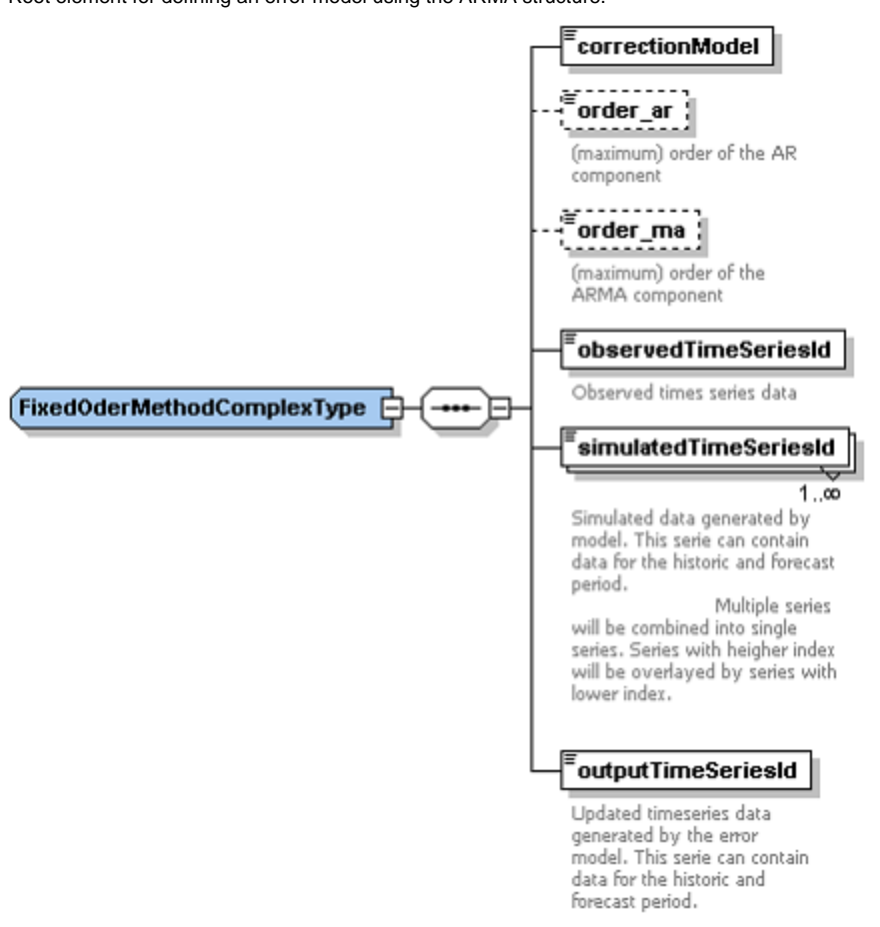 Root element for defining an error model using the ARMA structure.
correctionModel
order_ar
(maximum) order of the AR
component
order_ma
(maximum) order of the
ARMA component
observedTimeSeriesId
Observed times series data
FixedOderMethodComplexType
simulatedTimeSeriesId
1..∞
Simulated data generated by
model. This serie can contain
data for the historic and forecast
period.
Multiple series
will be combined into single
series. Series with heigher index
will be overlayed by series with
lower index.
outputTimeSeriesId
Updated timeseries data
generated by the error
model. This serie can contain
data for the historic and
forecast period.